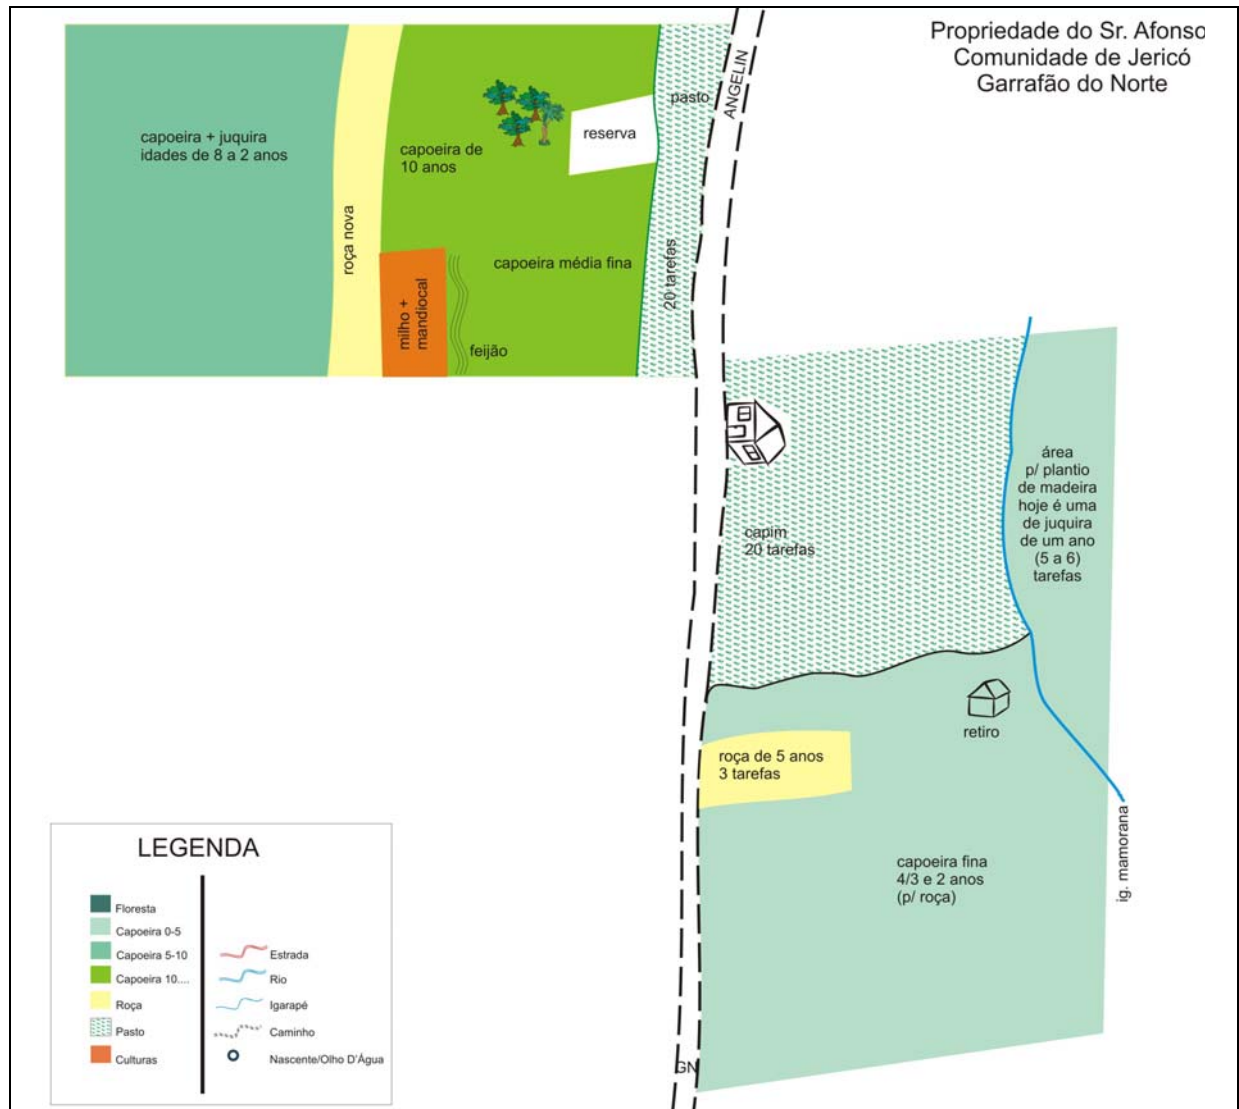 Propriedade do Sr. Afonso
Comunidade de Jericó
Garrafão do Norte
ANGELIN
pasto
20 tarefas
reserva
capoeira + juquira
idades de 8 a 2 anos
capoeira de
10 anos
roça nova
capoeira média fina
milho +
mandiocal
feijão
capim
20 tarefas
área
p/ plantio
de madeira
hoje é uma
de juquira
de um ano
(5 a 6)
tarefas
retiro
roça de 5 anos
3 tarefas
capoeira fina
4/3 e 2 anos
(p/ roça)
ig. mamorana
GN
LEGENDA
Floresta
Capoeira 0-5
Capoeira 5-10
Capoeira 10....
Roça
Pasto
Culturas
Estrada
Rio
Igarapé
Caminho
Nascente/Olho D'Água